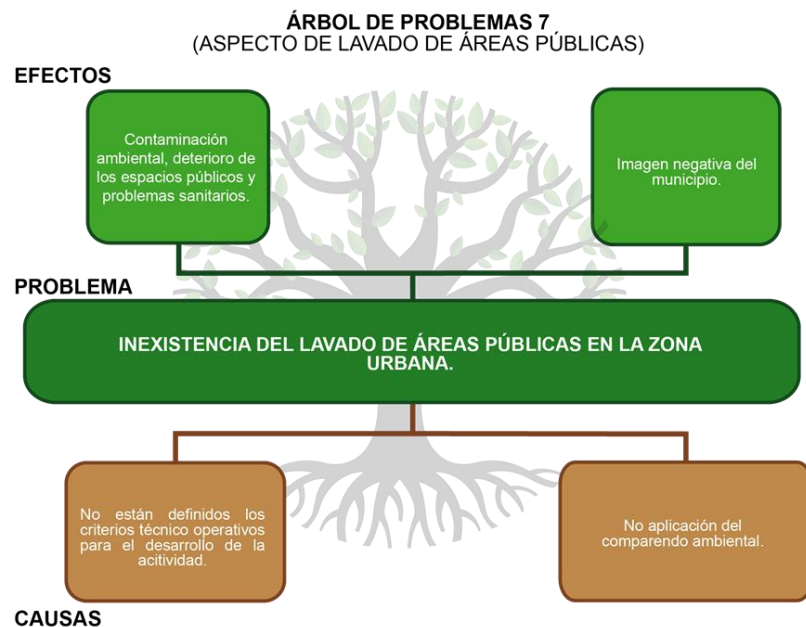 ÁRBOL DE PROBLEMAS 7
(ASPECTO DE LAVADO DE ÁREAS PÚBLICAS)
EFECTOS
Contaminación
ambiental, deterioro de
los espacios públicos y
problemas sanitarios.
Imagen negativa del
municipio.
PROBLEMA
INEXISTENCIA DEL LAVADO DE ÁREAS PÚBLICAS EN LA ZONA
URBANA.
No están definidos los
criterios técnico operativos
para el desarrollo de la
acitividad.
No aplicación del
comparendo ambiental.
CAUSAS